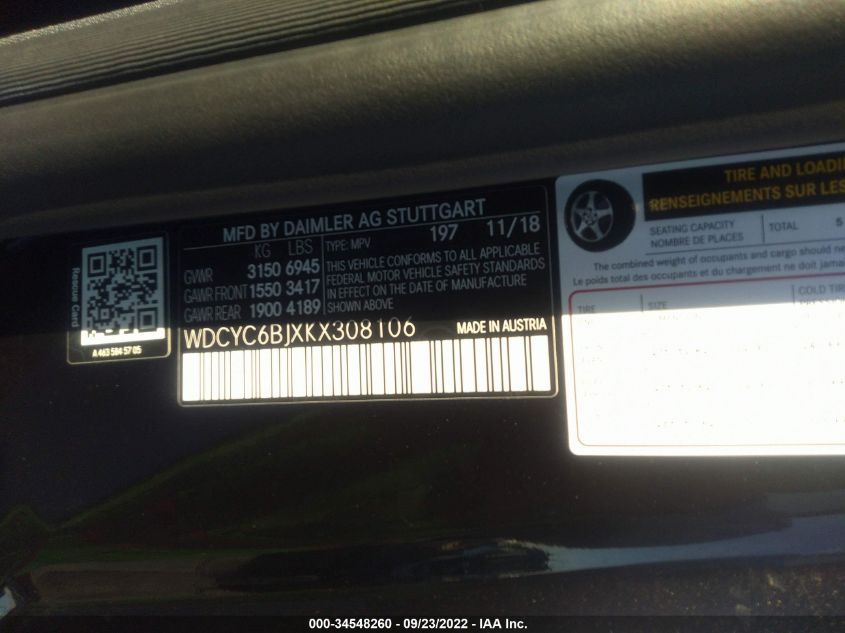 Rescue Card
A 463 584 57 05
MFD BY DAIMLER AG STUTTGART
197 11/18
KG LBS
TYPE: MPV
GVWR 3150 6945
GAWR FRONT 1550 3417
GAWR REAR 1900 4189
THIS VEHICLE CONFORMS TO ALL APPLICABLE
FEDERAL MOTOR VEHICLE SAFETY STANDARDS
IN EFFECT ON THE DATE OF MANUFACTURE
SHOWN ABOVE
WDCYC6BJXKX308106
MADE IN AUSTRIA
TIRE AND LOADI
RENSEIGNEMENTS SUR LES
SEATING CAPACITY
NOMBRE DE PLACES
TOTAL 5
The combined weight of occupants and cargo should ne
Le poids total des occupants et du chargement ne doit jama
TIRE SIZE COLD TIR
000-34548260 - 09/23/2022 - IAA Inc.